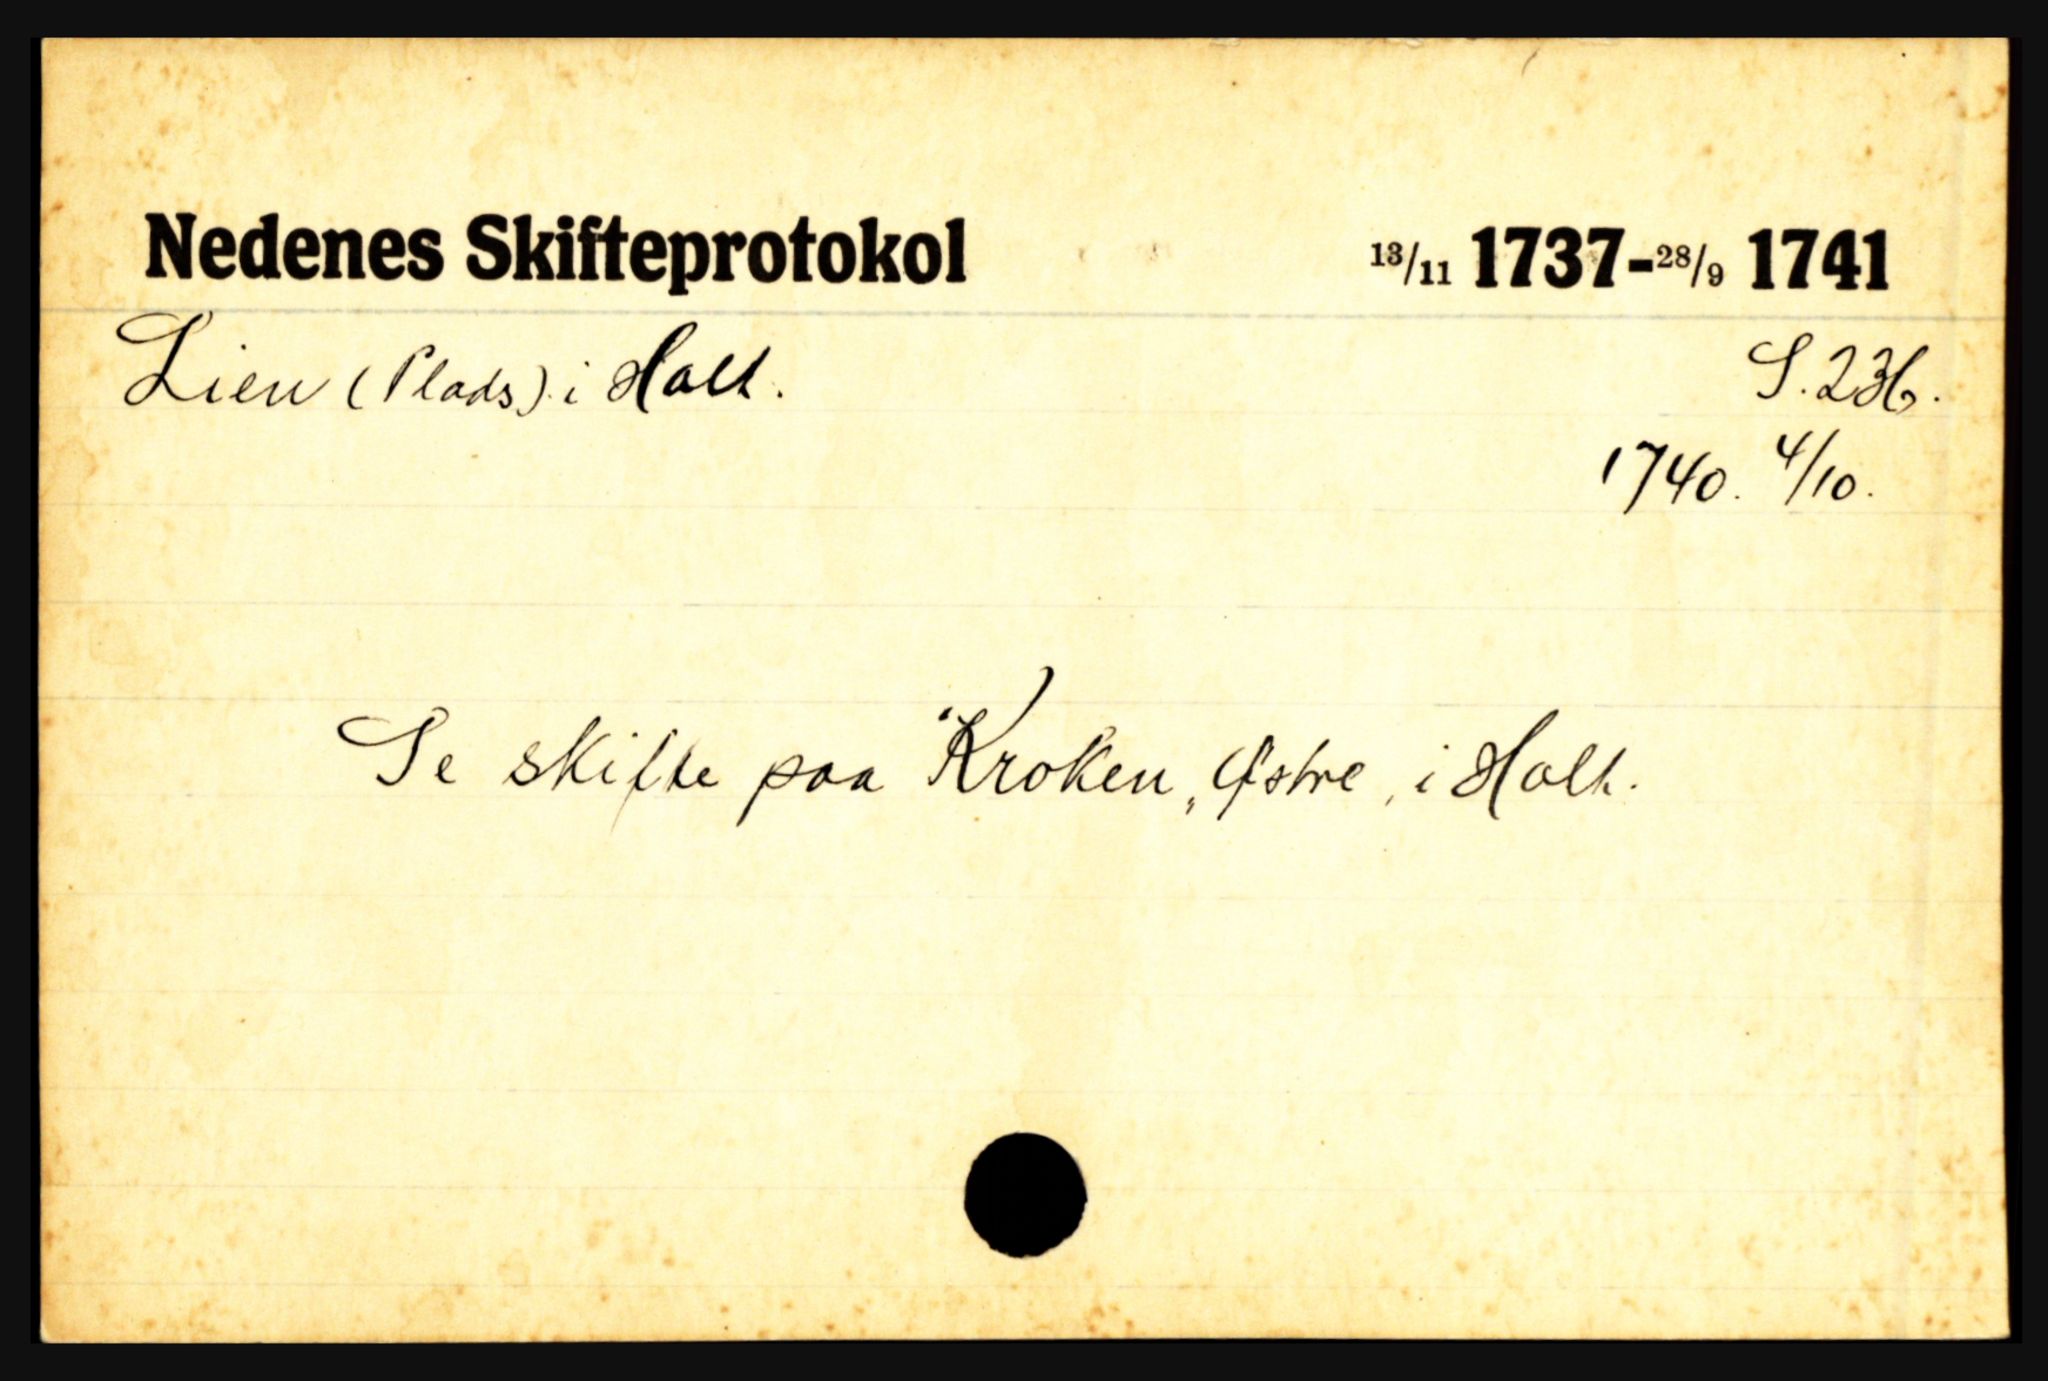 Nedenes Skifteprotokol 13/11 1737-28/9 1741
Lien (Plads) i Holt. S. 236.
1740. 4/10.
Se skifte paa "Kroken„ Østre, i Holt.